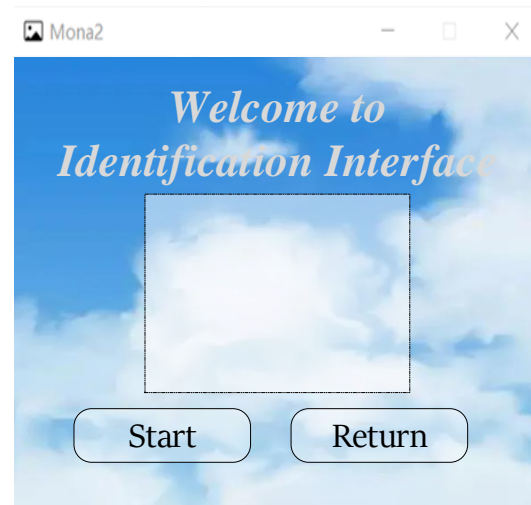 Mona2
Welcome to
Identification Interface
Start
Return